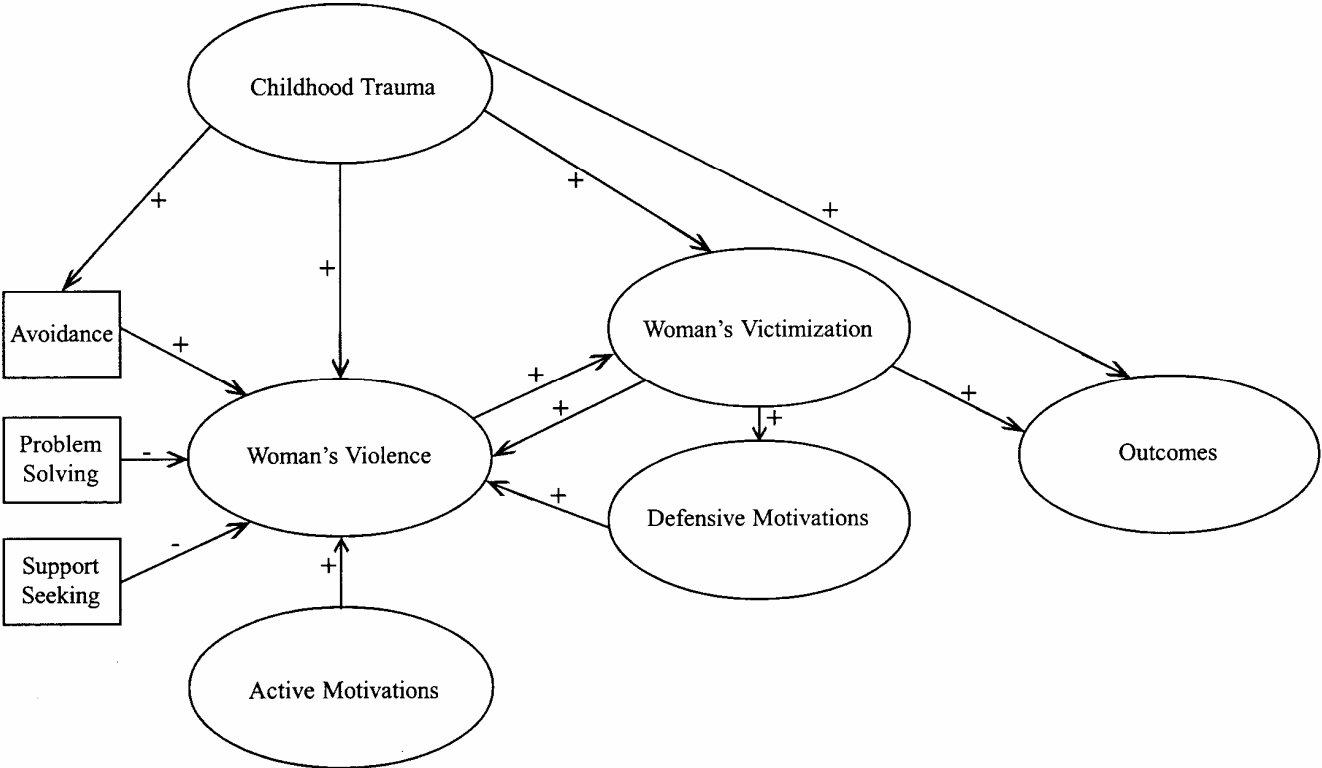 Childhood Trauma
+
+
+
+
Avoidance
+
Woman's Victimization
+
+
+
+
Problem
Solving
-
Woman's Violence
Outcomes
+
Defensive Motivations
Support
Seeking
-
+
Active Motivations